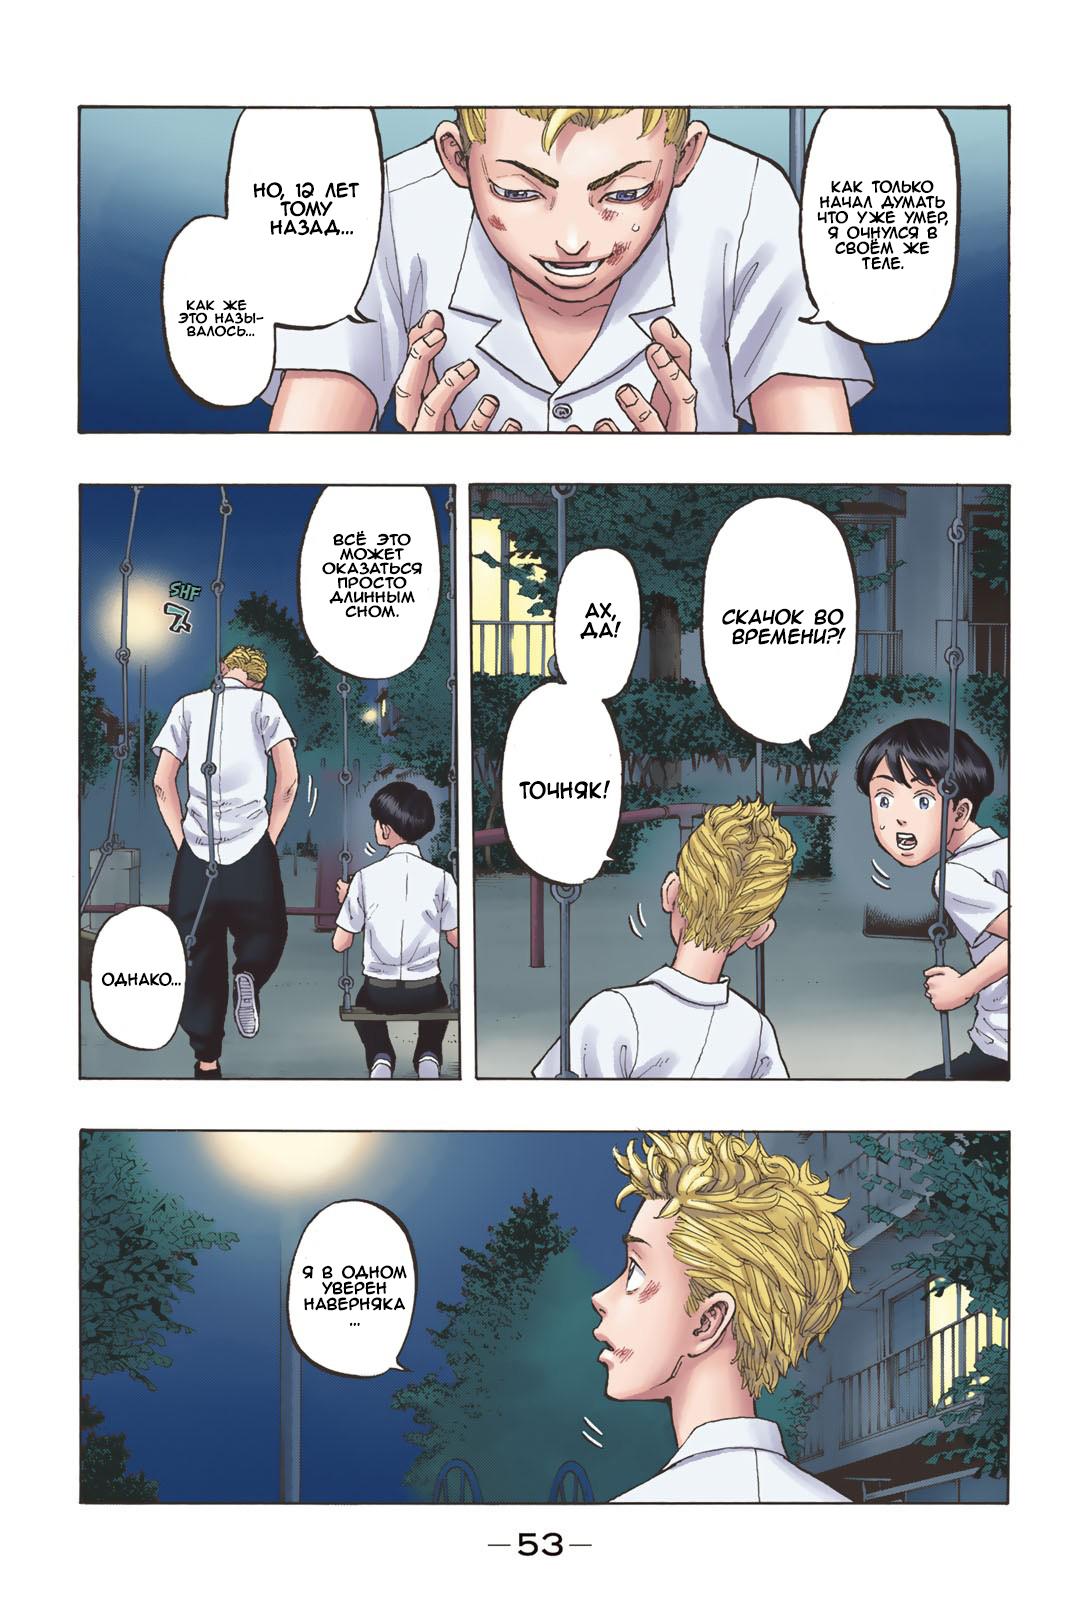 КАК ТОЛЬКО
НАЧАЛ ДУМАТЬ
ЧТО УЖЕ УМЕР,
Я ОЧНУЛСЯ В
СВОЁМ ЖЕ
ТЕЛЕ.
НО, 12 ЛЕТ
ТОМУ
НАЗАД...
КАК ЖЕ
ЭТО НАЗЫ-
ВАЛОСЬ...
СКАЧОК ВО
ВРЕМЕНИ?!
АХ,
ДА!
ТОЧНЯК!
ВСЁ ЭТО
МОЖЕТ
ОКАЗАТЬСЯ
ПРОСТО
ДЛИННЫМ
СНОМ.
SHF
ОДНАКО...
Я В ОДНОМ
УВЕРЕН
НАВЕРНЯКА
...
—53—